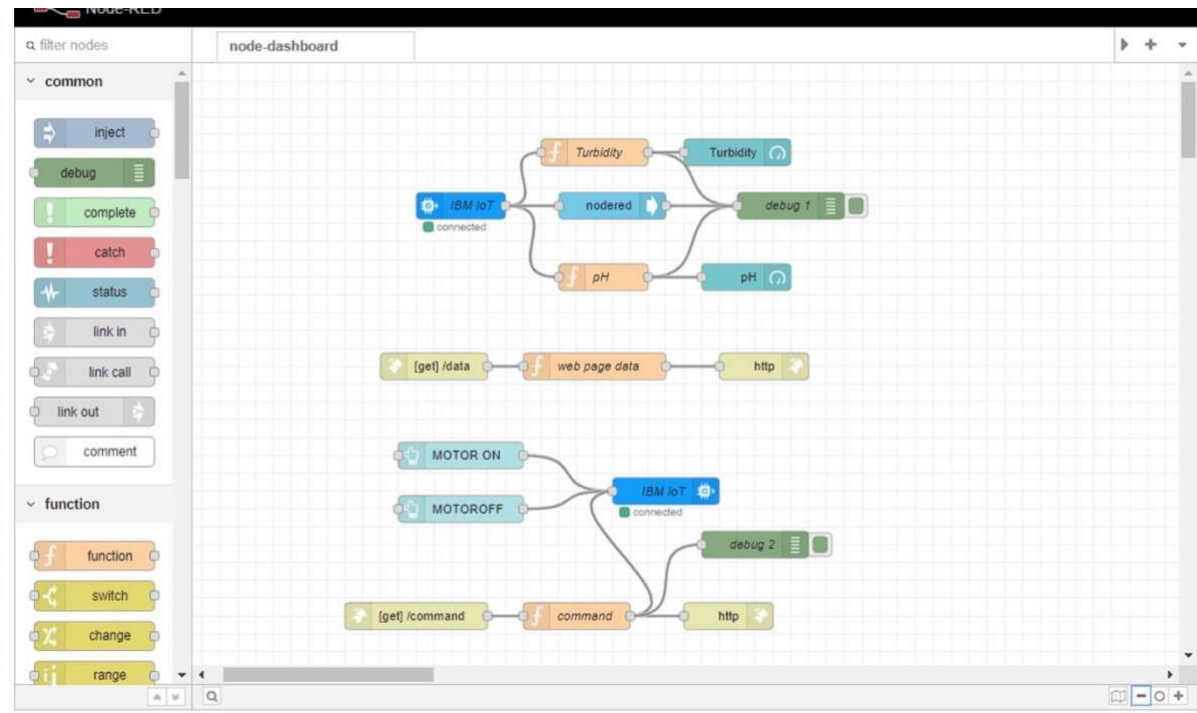 Node-RED
filter nodes
node-dashboard
common
inject
debug
complete
catch
status
link in
link call
link out
comment
function
function
switch
change
range
Turbidity
Turbidity
IBM IoT
connected
nodered
debug 1
pH
pH
[get] /data
web page data
http
MOTOR ON
MOTOROFF
IBM IoT
connected
debug 2
[get] /command
command
http